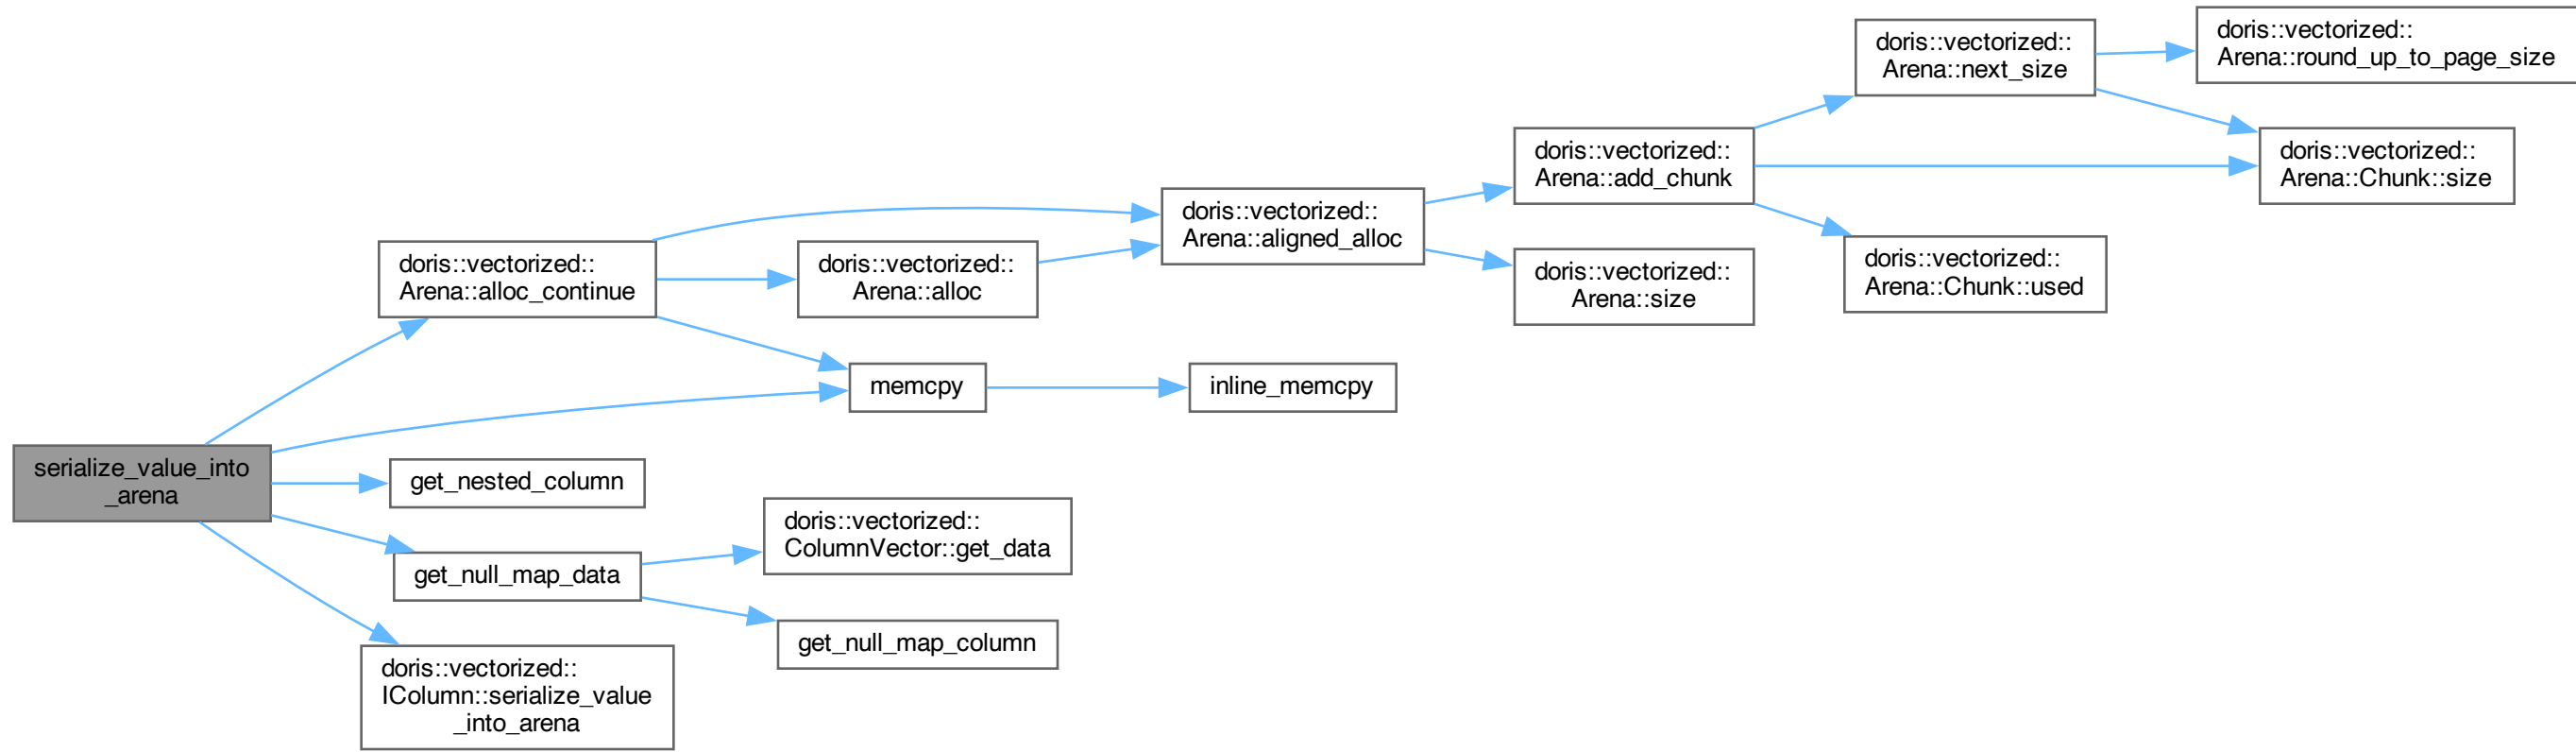 serialize_value_into
_arena
doris::vectorized::
Arena::alloc_continue
doris::vectorized::
Arena::alloc
doris::vectorized::
Arena::aligned_alloc
doris::vectorized::
Arena::add_chunk
doris::vectorized::
Arena::next_size
doris::vectorized::
Arena::round_up_to_page_size
doris::vectorized::
Arena::Chunk::size
doris::vectorized::
Arena::Chunk::used
doris::vectorized::
Arena::size
memcpy
inline_memcpy
get_nested_column
get_null_map_data
doris::vectorized::
ColumnVector::get_data
get_null_map_column
doris::vectorized::
IColumn::serialize_value
_into_arena